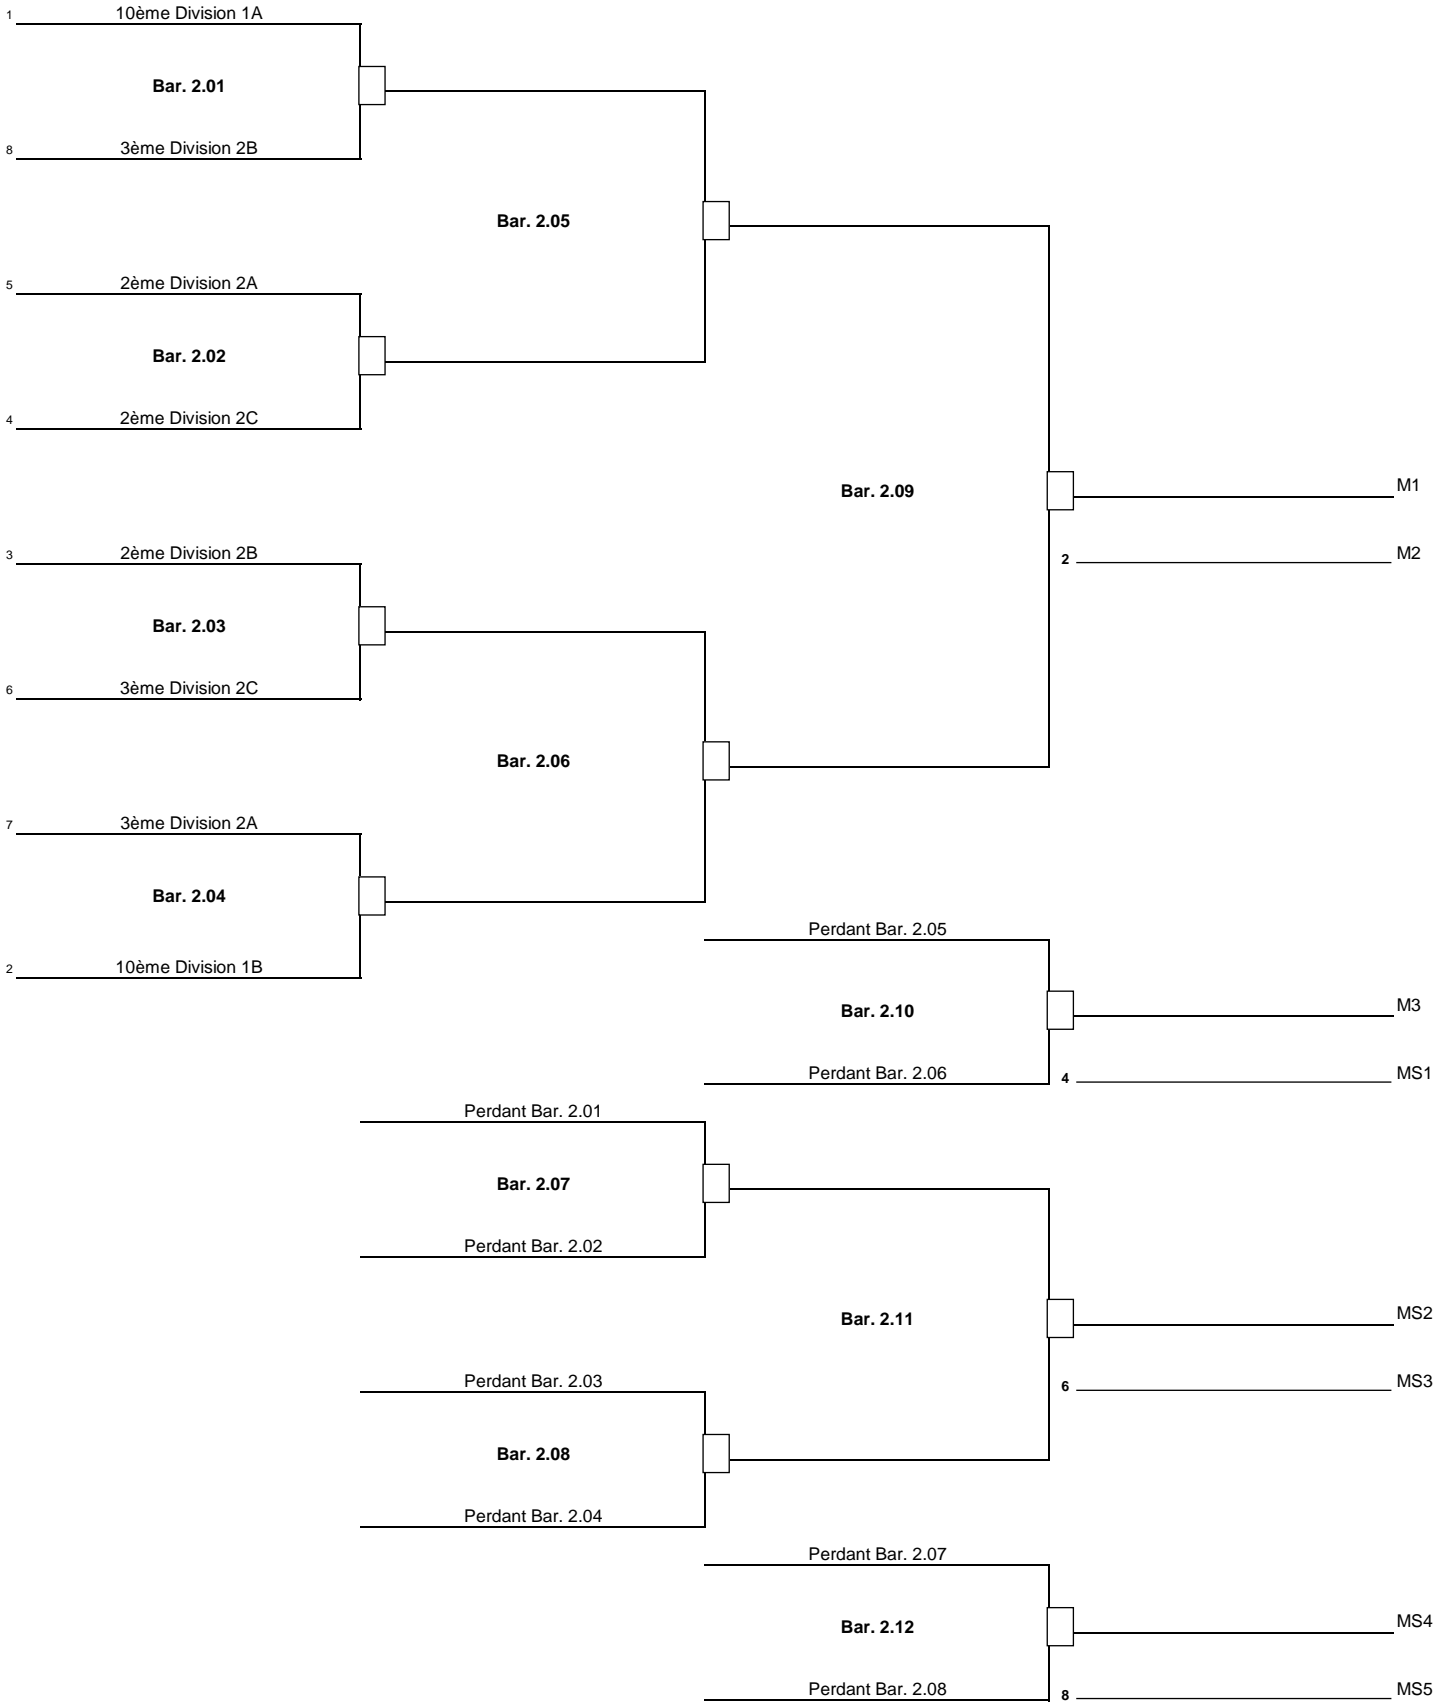 1
10ème Division 1A
Bar. 2.01
8
3ème Division 2B
Bar. 2.05
5
2ème Division 2A
Bar. 2.02
4
2ème Division 2C
Bar. 2.09
M1
3
2ème Division 2B
2
M2
Bar. 2.03
6
3ème Division 2C
Bar. 2.06
7
3ème Division 2A
Bar. 2.04
Perdant Bar. 2.05
2
10ème Division 1B
Bar. 2.10
M3
Perdant Bar. 2.06
4
MS1
Perdant Bar. 2.01
Bar. 2.07
Perdant Bar. 2.02
Bar. 2.11
MS2
Perdant Bar. 2.03
6
MS3
Bar. 2.08
Perdant Bar. 2.04
Perdant Bar. 2.07
Bar. 2.12
MS4
Perdant Bar. 2.08
8
MS5